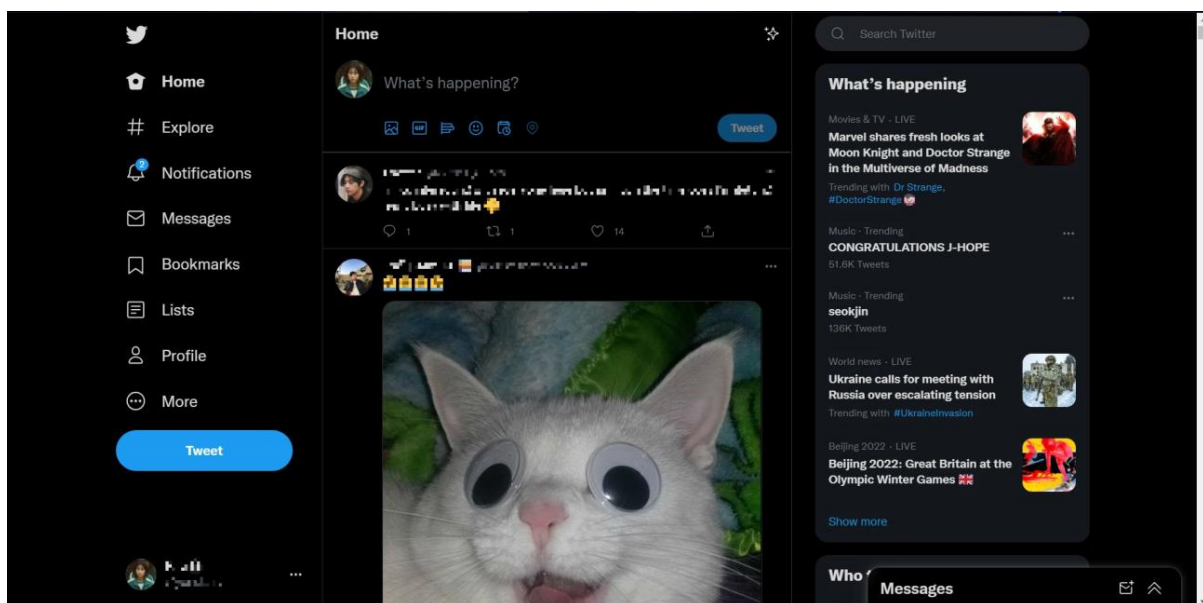 Home
Explore
2
Notifications
Messages
Bookmarks
Lists
Profile
More
Tweet
Home
What's happening?
GIF
Tweet
1
1
14
Search Twitter
What's happening
Movies & TV · LIVE
Marvel shares fresh looks at
Moon Knight and Doctor Strange
in the Multiverse of Madness
Trending with Dr Strange,
#DoctorStrange
Music · Trending
CONGRATULATIONS J-HOPE
51.6K Tweets
Music · Trending
seokjin
136K Tweets
World news · LIVE
Ukraine calls for meeting with
Russia over escalating tension
Trending with #UkraineInvasion
Beijing 2022 · LIVE
Beijing 2022: Great Britain at the
Olympic Winter Games 🇬🇧
Show more
Who
Messages